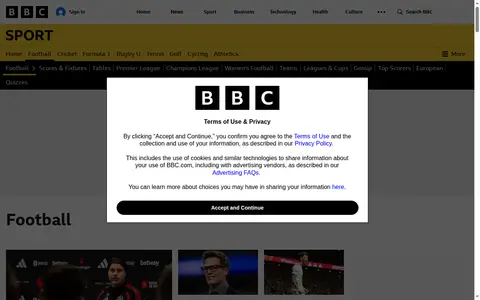 BBC
Sign In
Home
News
Sport
Business
Technology
Health
Culture
Search BBC
SPORT
Home
Football
Cricket
Formula 1
Rugby U
Tennis
Golf
Cycling
Athletics
More
Football
Scores & Fixtures
Tables
Premier League
Champions League
Women's Football
Teams
Leagues & Cups
Gossip
Top Scorers
European
Quizzes
BBC
Terms of Use & Privacy
By clicking "Accept and Continue," you confirm you agree to the Terms of Use and the
collection and use of your information, as described in our Privacy Policy.
This includes the use of cookies and similar technologies to share information about
your use of BBC.com, including with advertising vendors, as described in our
Advertising FAQs.
You can learn more about choices you may have in sharing your information here.
Accept and Continue
Football
betway